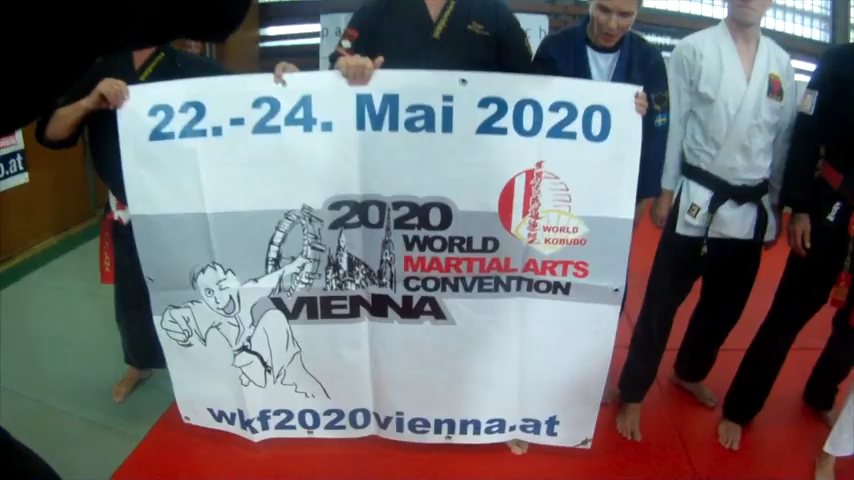 22.-24. Mai 2020
2020
WORLD
MARTIAL ARTS
CONVENTION
VIENNA
WORLD
KOBUDO
wkf2020vienna.at